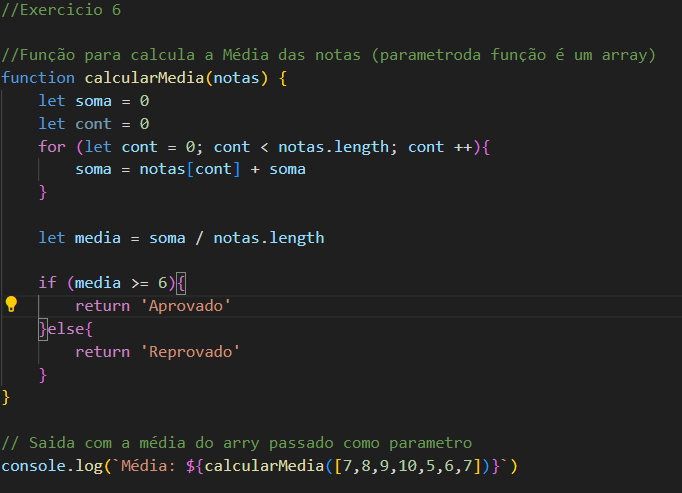 //Exercicio 6
//Função para calcula a Média das notas (parametroda função é um array)
function calcularMedia(notas) {
    let soma = 0
    let cont = 0
    for (let cont = 0; cont < notas.length; cont ++){
        soma = notas[cont] + soma
    }
    let media = soma / notas.length
    if (media >= 6){
        return 'Aprovado'
    }else{
        return 'Reprovado'
    }
}
// Saida com a média do arry passado como parametro
console.log(`Média: ${calcularMedia([7,8,9,10,5,6,7])}`)